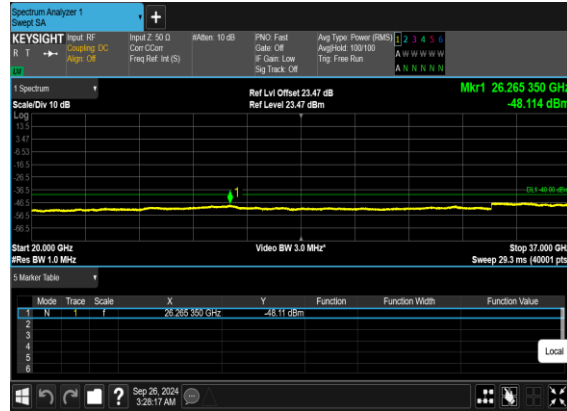 Spectrum Analyzer 1
Swept SA
+
KEYSIGHT Input: RF Input Z: 50 Ω #Atten: 10 dB PNO: Fast Avg Type: Power (RMS) 1 2 3 4 5 6
R T Coupling: DC Corr CCorr Gate: Off Avg|Hold: 100/100 A W W W W W
Align: Off Freq Ref: Int (S) IF Gain: Low Trig: Free Run
Sig Track: Off A N N N N N
1 Spectrum Ref Lvl Offset 23.47 dB Mkr1 26.265 350 GHz
Scale/Div 10 dB Ref Level 23.47 dBm -48.114 dBm
Log
13.5
3.47
-6.53
-16.5
-26.5
-36.5 1 DL1 -40.00 dBm
-46.5
-56.5
-66.5
Start 20.000 GHz Video BW 3.0 MHz* Stop 37.000 GHz
#Res BW 1.0 MHz Sweep 29.3 ms (40001 pts)
5 Marker Table
Mode Trace Scale X Y Function Function Width Function Value
1 N 1 f 26.265 350 GHz -48.11 dBm
2
3
4
5
6
Local
? Sep 26, 2024
3:28:17 AM